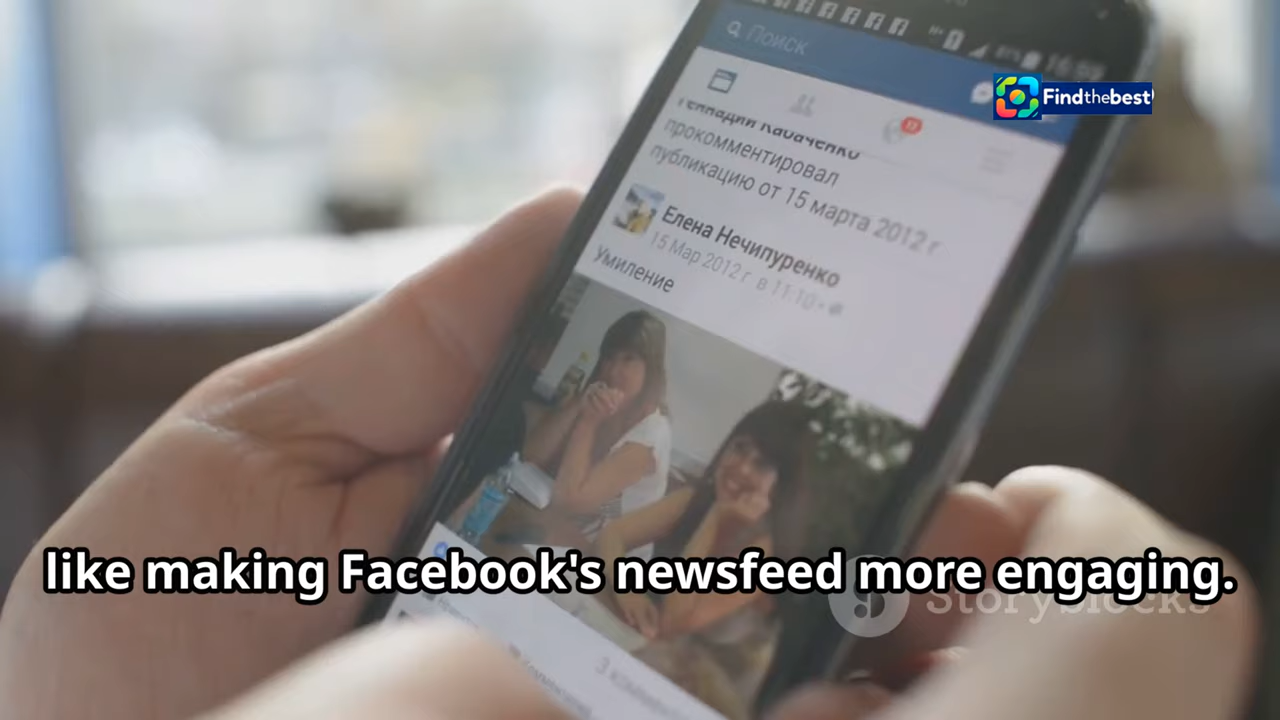 Поиск
Findthebest
17
Геннадий Кабаченко
прокомментировал
публикацию от 15 марта 2012 г.
Елена Нечипуренко
15 Мар 2012 г. в 11:10
Умиление
like making Facebook's newsfeed more engaging.
Storyblocks